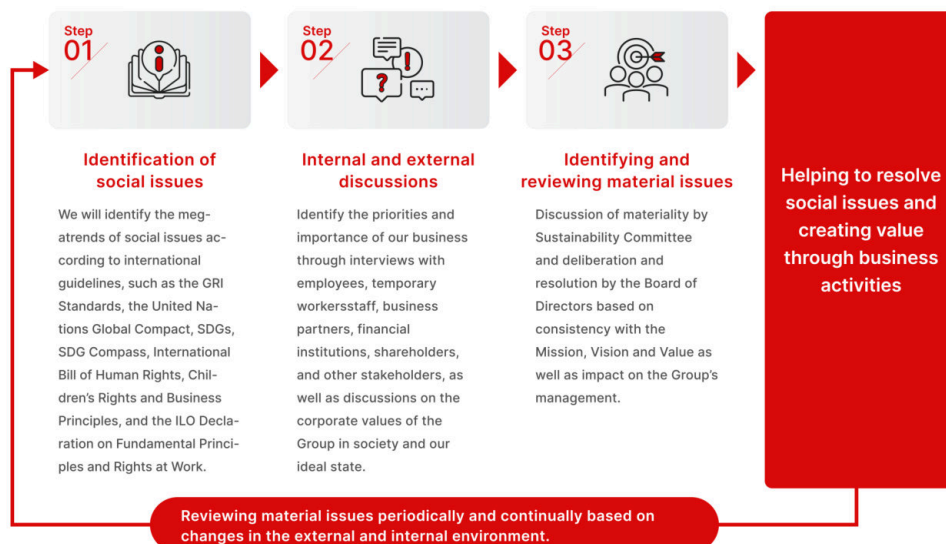 Step
01
Identification of
social issues
We will identify the meg-
atrends of social issues ac-
cording to international
guidelines, such as the GRI
Standards, the United Na-
tions Global Compact, SDGs,
SDG Compass, International
Bill of Human Rights, Chil-
dren's Rights and Business
Principles, and the ILO Decla-
ration on Fundamental Princi-
ples and Rights at Work.
Step
02
Internal and external
discussions
Identify the priorities and
importance of our business
through interviews with
employees, temporary
workersstaff, business
partners, financial
institutions, shareholders,
and other stakeholders, as
well as discussions on the
corporate values of the
Group in society and our
ideal state.
Step
03
Identifying and
reviewing material issues
Discussion of materiality by
Sustainability Committee
and deliberation and
resolution by the Board of
Directors based on
consistency with the
Mission, Vision and Value as
well as impact on the Group's
management.
Helping to resolve
social issues and
creating value
through business
activities
Reviewing material issues periodically and continually based on
changes in the external and internal environment.